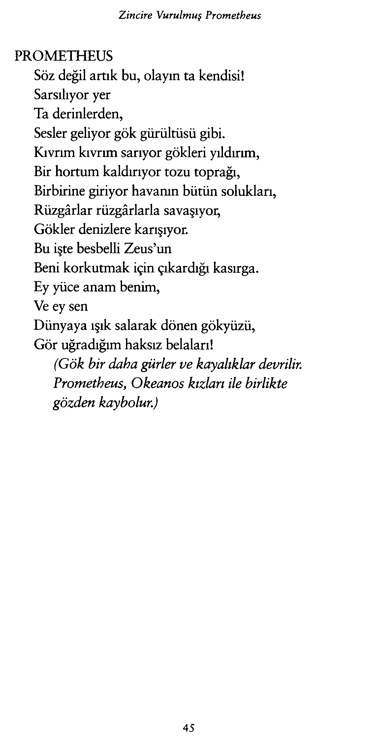 Zincire Vurulmuş Prometheus
PROMETHEUS
Söz değil artık bu, olayın ta kendisi!
Sarsılıyor yer
Ta derinlerden,
Sesler geliyor gök gürültüsü gibi.
Kıvrım kıvrım sarıyor gökleri yıldırım,
Bir hortum kaldırıyor tozu toprağı,
Birbirine giriyor havanın bütün solukları,
Rüzgârlar rüzgârlarla savaşıyor,
Gökler denizlere karışıyor.
Bu işte besbelli Zeus'un
Beni korkutmak için çıkardığı kasırga.
Ey yüce anam benim,
Ve ey sen
Dünyaya ışık salarak dönen gökyüzü,
Gör uğradığım haksız belaları!
(Gök bir daha gürler ve kayalıklar devrilir.
Prometheus, Okeanos kızları ile birlikte
gözden kaybolur.)
45